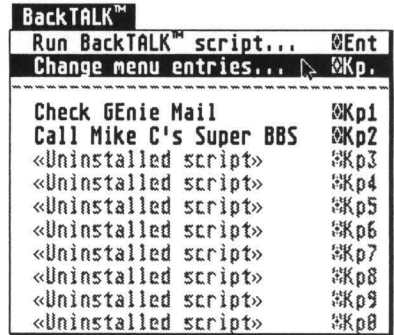 BackTALK™
Run BackTALK™ script... ◊Ent
Change menu entries... ◊Kp.
Check GEnie Mail ◊Kp1
Call Mike C's Super BBS ◊Kp2
«Uninstalled script» ◊Kp3
«Uninstalled script» ◊Kp4
«Uninstalled script» ◊Kp5
«Uninstalled script» ◊Kp6
«Uninstalled script» ◊Kp7
«Uninstalled script» ◊Kp8
«Uninstalled script» ◊Kp9
«Uninstalled script» ◊Kp0